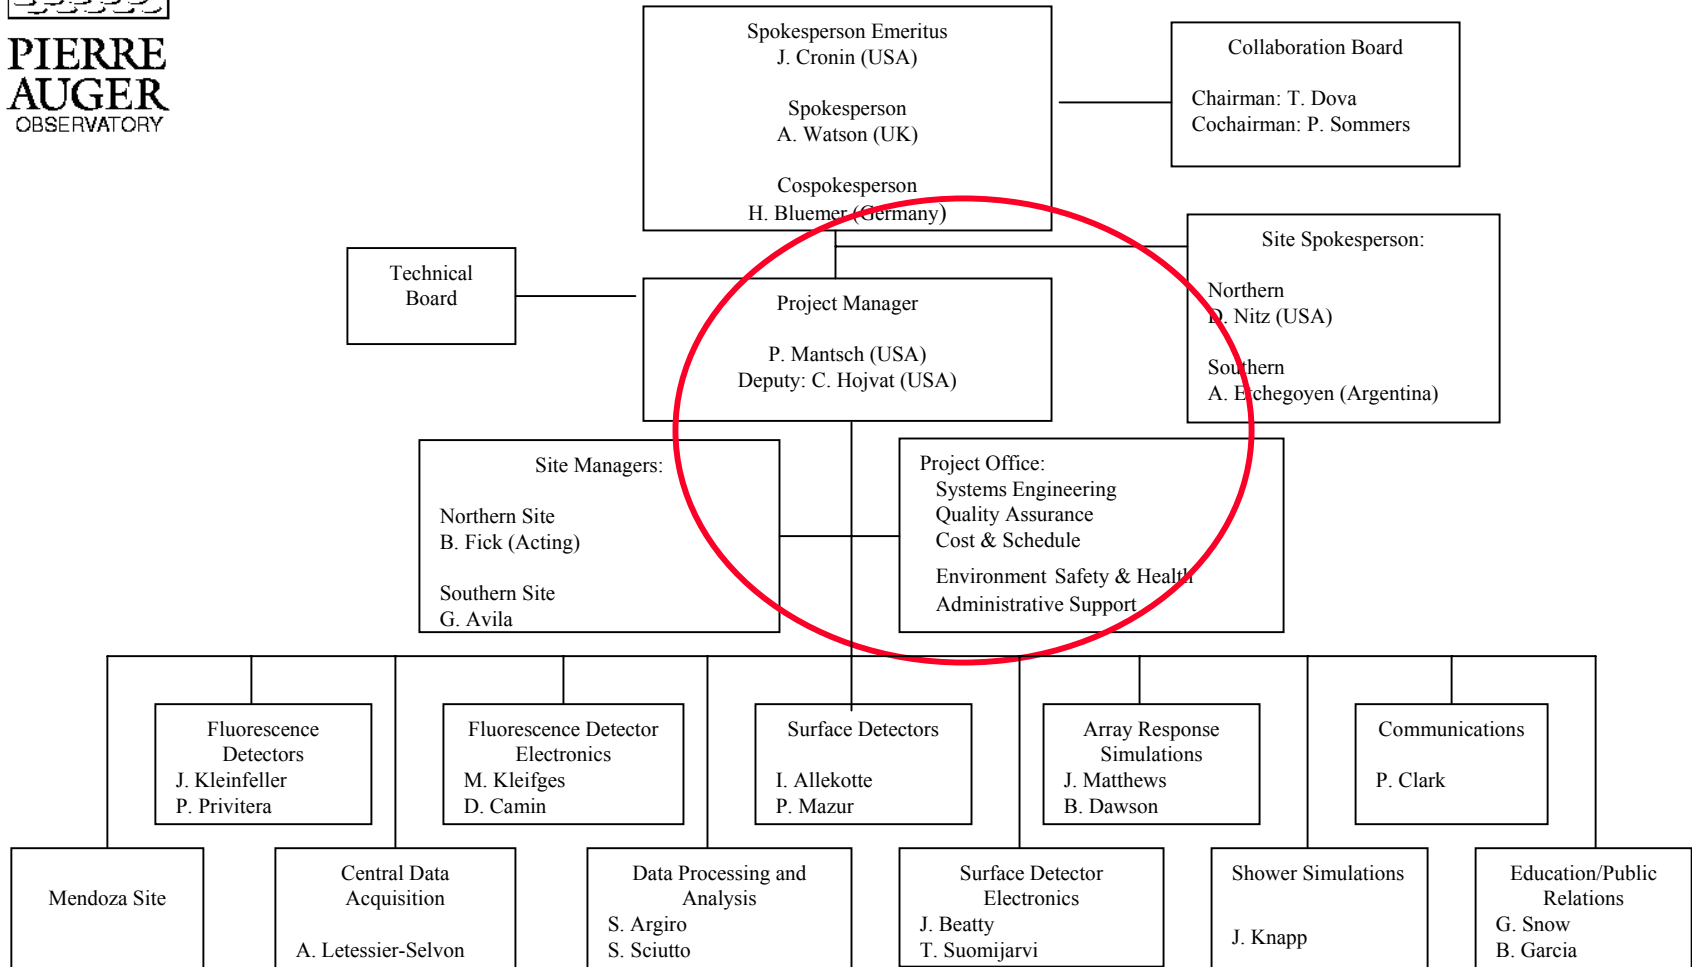 PIERRE
AUGER
OBSERVATORY
Spokesperson Emeritus
J. Cronin (USA)
Spokesperson
A. Watson (UK)
Cospokesperson
H. Bluemer (Germany)
Collaboration Board
Chairman: T. Dova
Cochairman: P. Sommers
Technical
Board
Project Manager
P. Mantsch (USA)
Deputy: C. Hojvat (USA)
Site Spokesperson:
Northern
D. Nitz (USA)
Southern
A. Etchegoyen (Argentina)
Site Managers:
Northern Site
B. Fick (Acting)
Southern Site
G. Avila
Project Office:
Systems Engineering
Quality Assurance
Cost & Schedule
Environment Safety & Health
Administrative Support
Fluorescence
Detectors
J. Kleinfeller
P. Privitera
Fluorescence Detector
Electronics
M. Kleifges
D. Camin
Surface Detectors
I. Allekotte
P. Mazur
Array Response
Simulations
J. Matthews
B. Dawson
Communications
P. Clark
Mendoza Site
Central Data
Acquisition
A. Letessier-Selvon
Data Processing and
Analysis
S. Argiro
S. Sciutto
Surface Detector
Electronics
J. Beatty
T. Suomijarvi
Shower Simulations
J. Knapp
Education/Public
Relations
G. Snow
B. Garcia